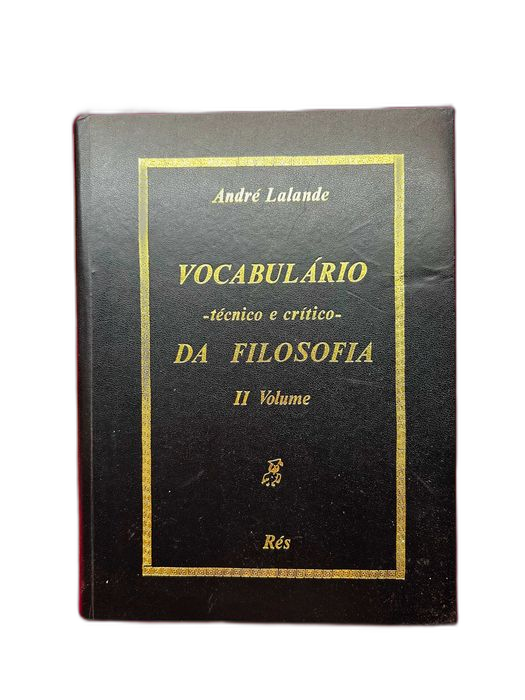 André Lalande
VOCABULÁRIO
-técnico e crítico-
DA FILOSOFIA
II Volume
Rés